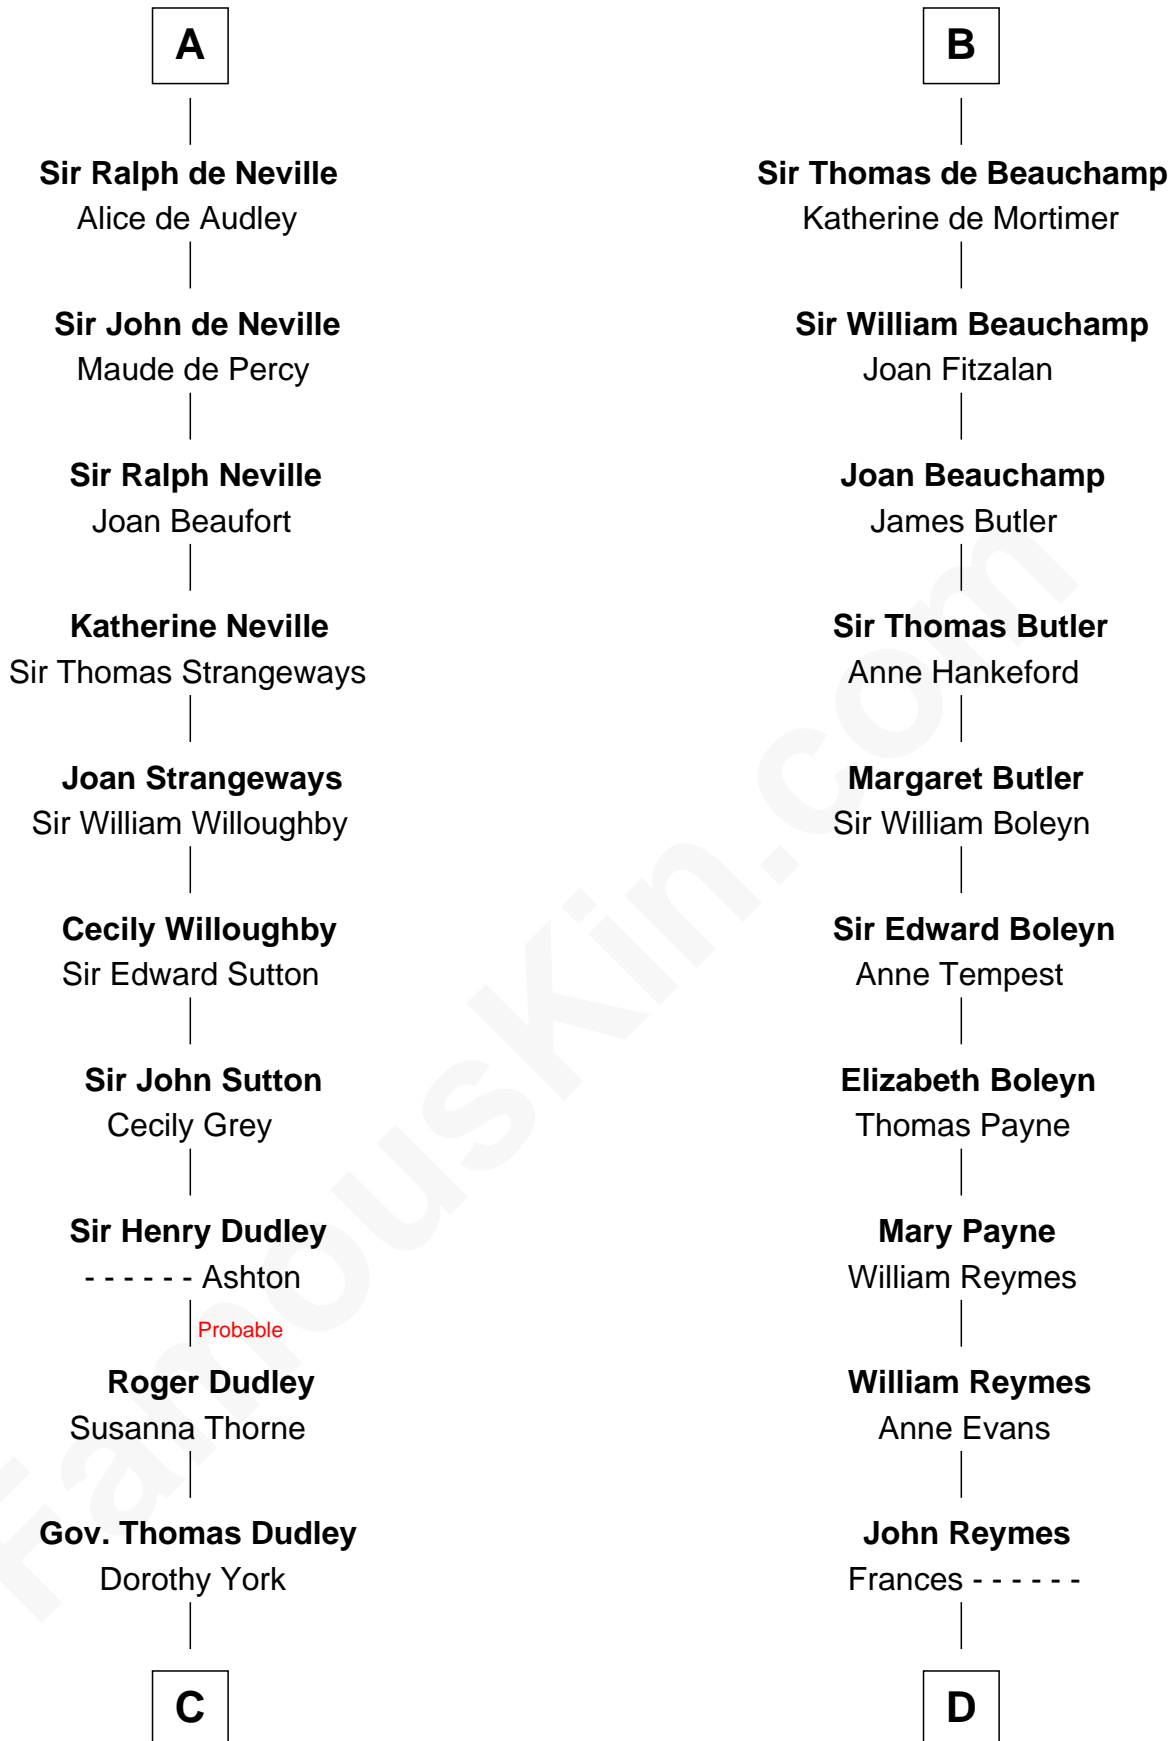 A
Sir Ralph de Neville
Alice de Audley
Sir John de Neville
Maude de Percy
Sir Ralph Neville
Joan Beaufort
Katherine Neville
Sir Thomas Strangeways
Joan Strangeways
Sir William Willoughby
Cecily Willoughby
Sir Edward Sutton
Sir John Sutton
Cecily Grey
Sir Henry Dudley
- - - - - - Ashton
Probable
Roger Dudley
Susanna Thorne
Gov. Thomas Dudley
Dorothy York
C
B
Sir Thomas de Beauchamp
Katherine de Mortimer
Sir William Beauchamp
Joan Fitzalan
Joan Beauchamp
James Butler
Sir Thomas Butler
Anne Hankeford
Margaret Butler
Sir William Boleyn
Sir Edward Boleyn
Anne Tempest
Elizabeth Boleyn
Thomas Payne
Mary Payne
William Reymes
William Reymes
Anne Evans
John Reymes
Frances - - - - - -
D
FamousKin.com